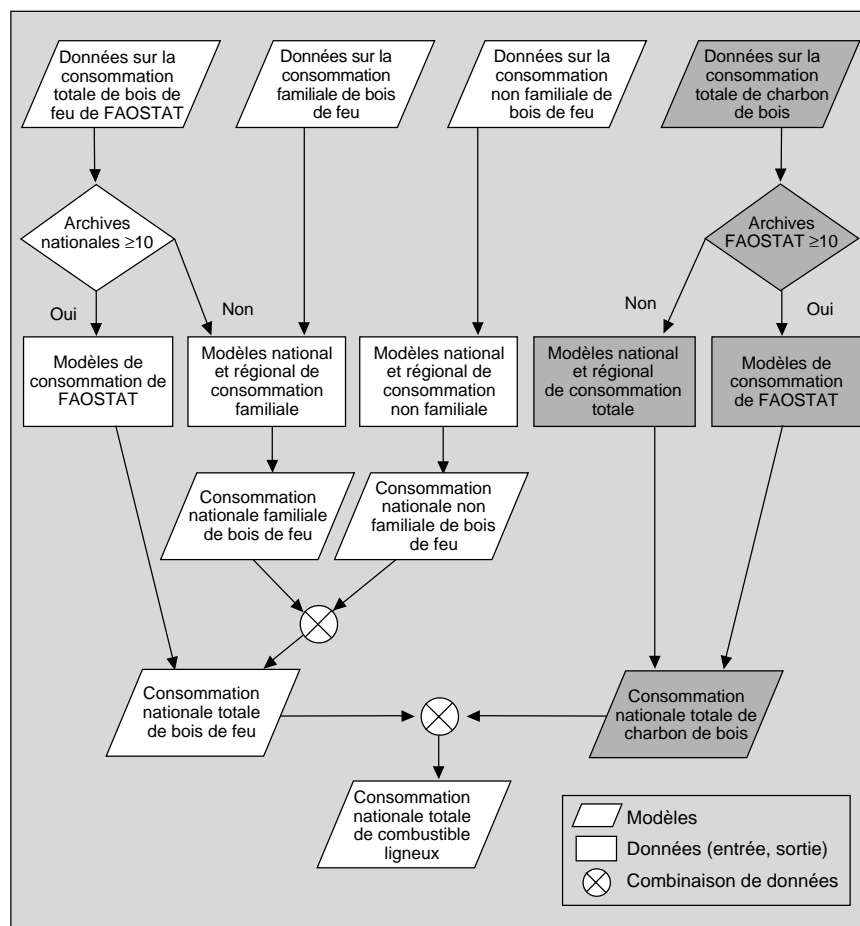 Données sur la
consommation
totale de bois de
feu de FAOSTAT
Données sur la
consommation
familiale de bois
de feu
Données sur la
consommation
non familiale de
bois de feu
Données sur la
consommation
totale de charbon
de bois
Archives
nationales ≥10
Archives
FAOSTAT ≥10
Oui
Non
Non
Oui
Modèles de
consommation de
FAOSTAT
Modèles national
et régional de
consommation
familiale
Modèles national
et régional de
consommation
non familiale
Modèles national
et régional
de consommation
totale
Modèles de
consommation
de FAOSTAT
Consommation
nationale familiale
de bois de feu
Consommation
nationale non
familiale de bois
de feu
Consommation
nationale totale
de bois de feu
Consommation
nationale totale de
charbon de bois
Consommation
nationale totale
de combustible
ligneux
Modèles
Données (entrée, sortie)
Combinaison de données